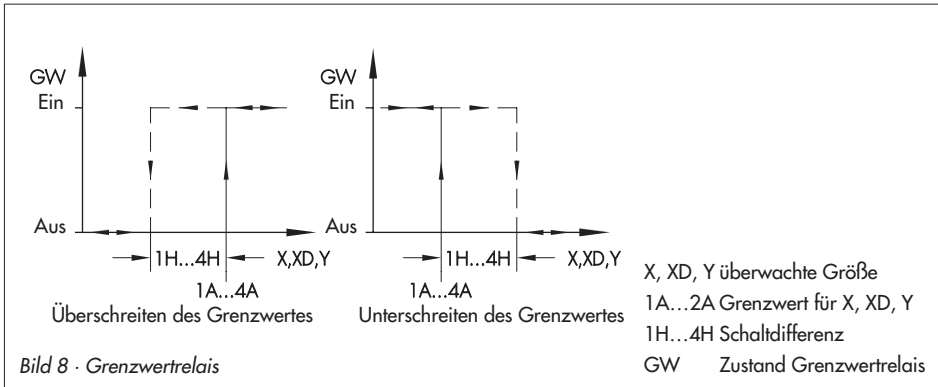 GW
Ein
Aus
1H...4H
X,XD,Y
1A...4A
Überschreiten des Grenzwertes
GW
Ein
Aus
1H...4H
X,XD,Y
1A...4A
Unterschreiten des Grenzwertes
X, XD, Y überwachte Größe
1A...2A Grenzwert für X, XD, Y
1H...4H Schaltdifferenz
GW Zustand Grenzwertrelais
Bild 8 · Grenzwertrelais